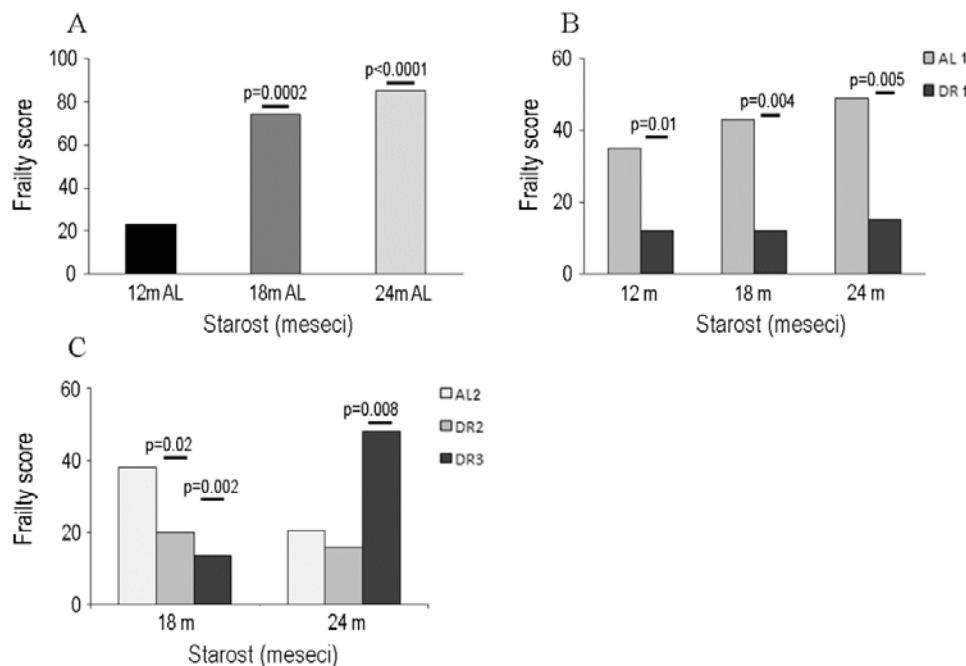 A
Frailty score
100
80
60
40
20
0
p=0.0002
p<0.0001
12m AL 18m AL 24m AL
Starost (meseci)
B
Frailty score
60
40
20
0
p=0.01
p=0.004
p=0.005
12 m 18 m 24 m
Starost (meseci)
AL 1
DR 1
C
Frailty score
60
40
20
0
p=0.02
p=0.002
p=0.008
18 m 24 m
Starost (meseci)
AL2
DR2
DR3